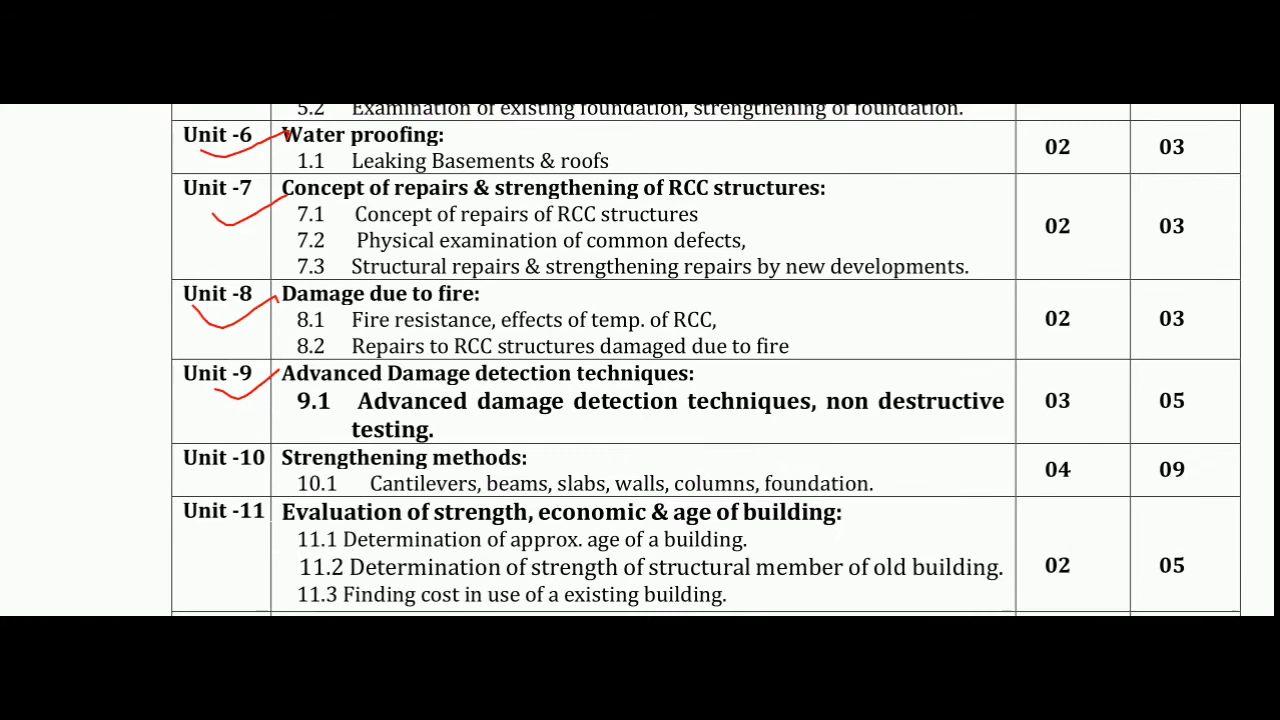 5.2 Examination of existing foundation, strengthening of foundation.
Unit -6 Water proofing:
1.1 Leaking Basements & roofs
02 03
Unit -7 Concept of repairs & strengthening of RCC structures:
7.1 Concept of repairs of RCC structures
7.2 Physical examination of common defects,
02 03
7.3 Structural repairs & strengthening repairs by new developments.
Unit -8 Damage due to fire:
8.1 Fire resistance, effects of temp. of RCC,
02 03
8.2 Repairs to RCC structures damaged due to fire
Unit -9 Advanced Damage detection techniques:
9.1 Advanced damage detection techniques, non destructive
testing.
03 05
Unit -10 Strengthening methods:
10.1 Cantilevers, beams, slabs, walls, columns, foundation.
04 09
Unit -11 Evaluation of strength, economic & age of building:
11.1 Determination of approx. age of a building.
11.2 Determination of strength of structural member of old building.
02 05
11.3 Finding cost in use of a existing building.